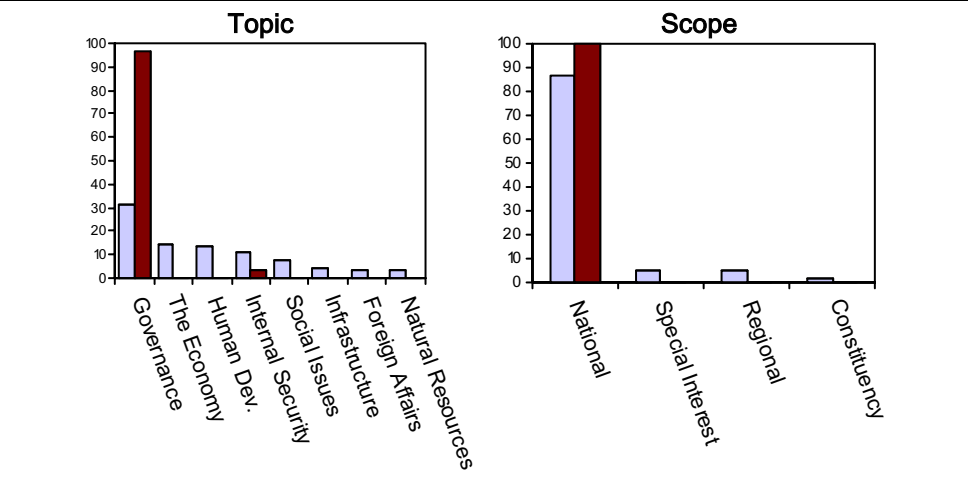 Topic
100
90
80
70
60
50
40
30
20
10
0
Governance
The Economy
Human Dev.
Internal Security
Social Issues
Infrastructure
Foreign Affairs
Natural Resources
Scope
100
90
80
70
60
50
40
30
20
10
0
National
Special Interest
Regional
Constituency